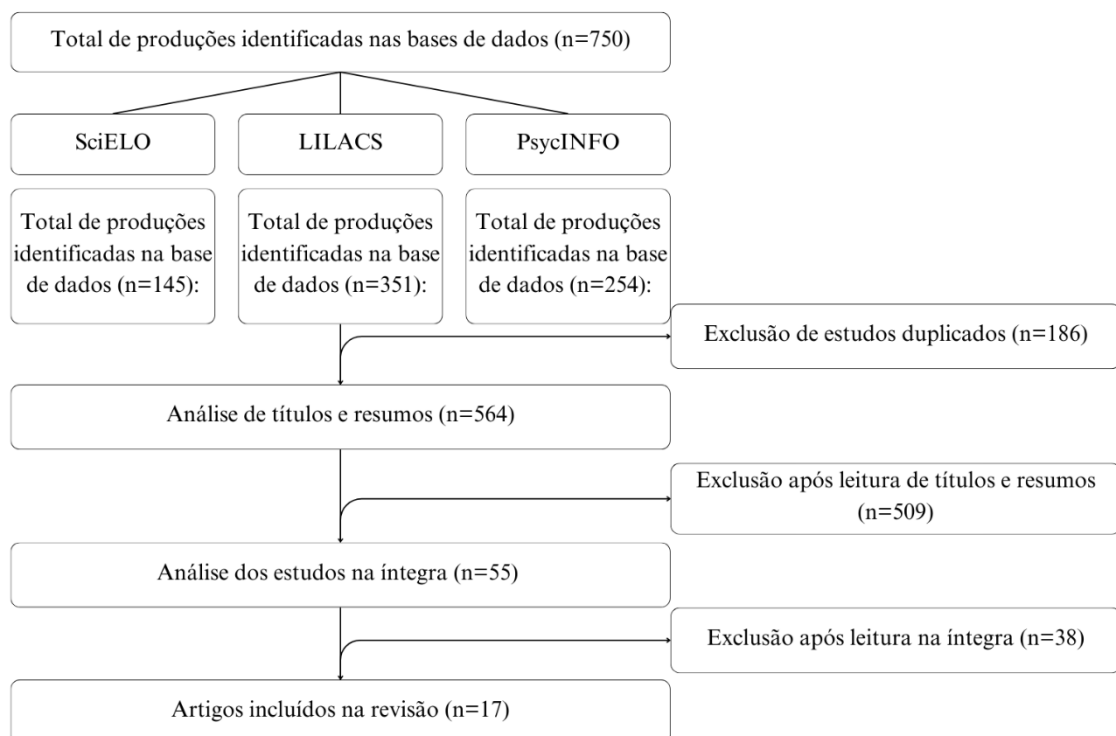 Total de produções identificadas nas bases de dados (n=750)
SciELO
LILACS
PsycINFO
Total de produções
identificadas na base
de dados (n=145):
Total de produções
identificadas na base
de dados (n=351):
Total de produções
identificadas na base
de dados (n=254):
Exclusão de estudos duplicados (n=186)
Análise de títulos e resumos (n=564)
Exclusão após leitura de títulos e resumos
(n=509)
Análise dos estudos na íntegra (n=55)
Exclusão após leitura na íntegra (n=38)
Artigos incluídos na revisão (n=17)